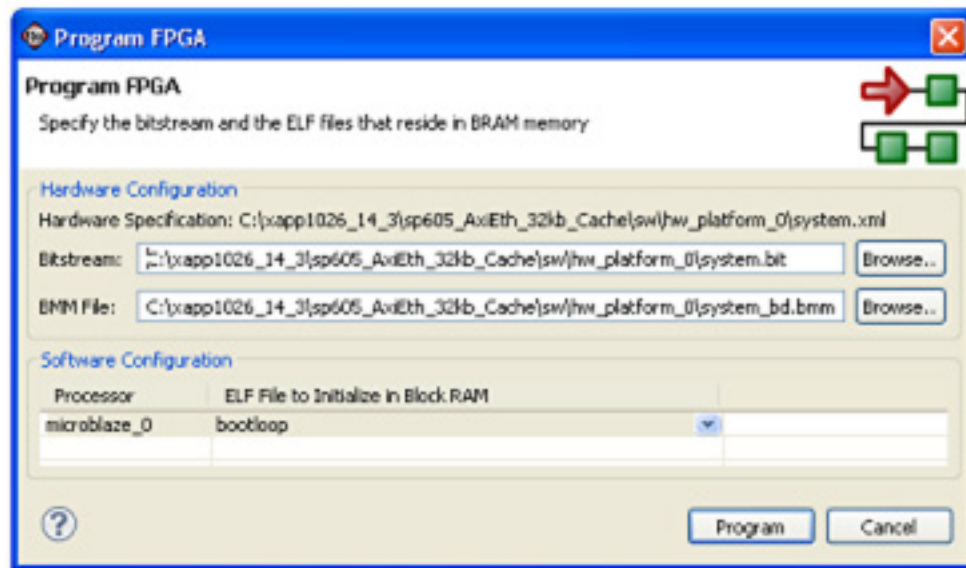 Program FPGA
Program FPGA
Specify the bitstream and the ELF files that reside in BRAM memory
Hardware Configuration
Hardware Specification: C:\xapp1026_14_3\sp605_AxiEth_32kb_Cache\sw\hw_platform_0\system.xml
Bitstream: C:\xapp1026_14_3\sp605_AxiEth_32kb_Cache\sw\hw_platform_0\system.bit Browse..
BMM File: C:\xapp1026_14_3\sp605_AxiEth_32kb_Cache\sw\hw_platform_0\system_bd.bmm Browse..
Software Configuration
Processor ELF File to Initialize in Block RAM
microblaze_0 bootloop
? Program Cancel